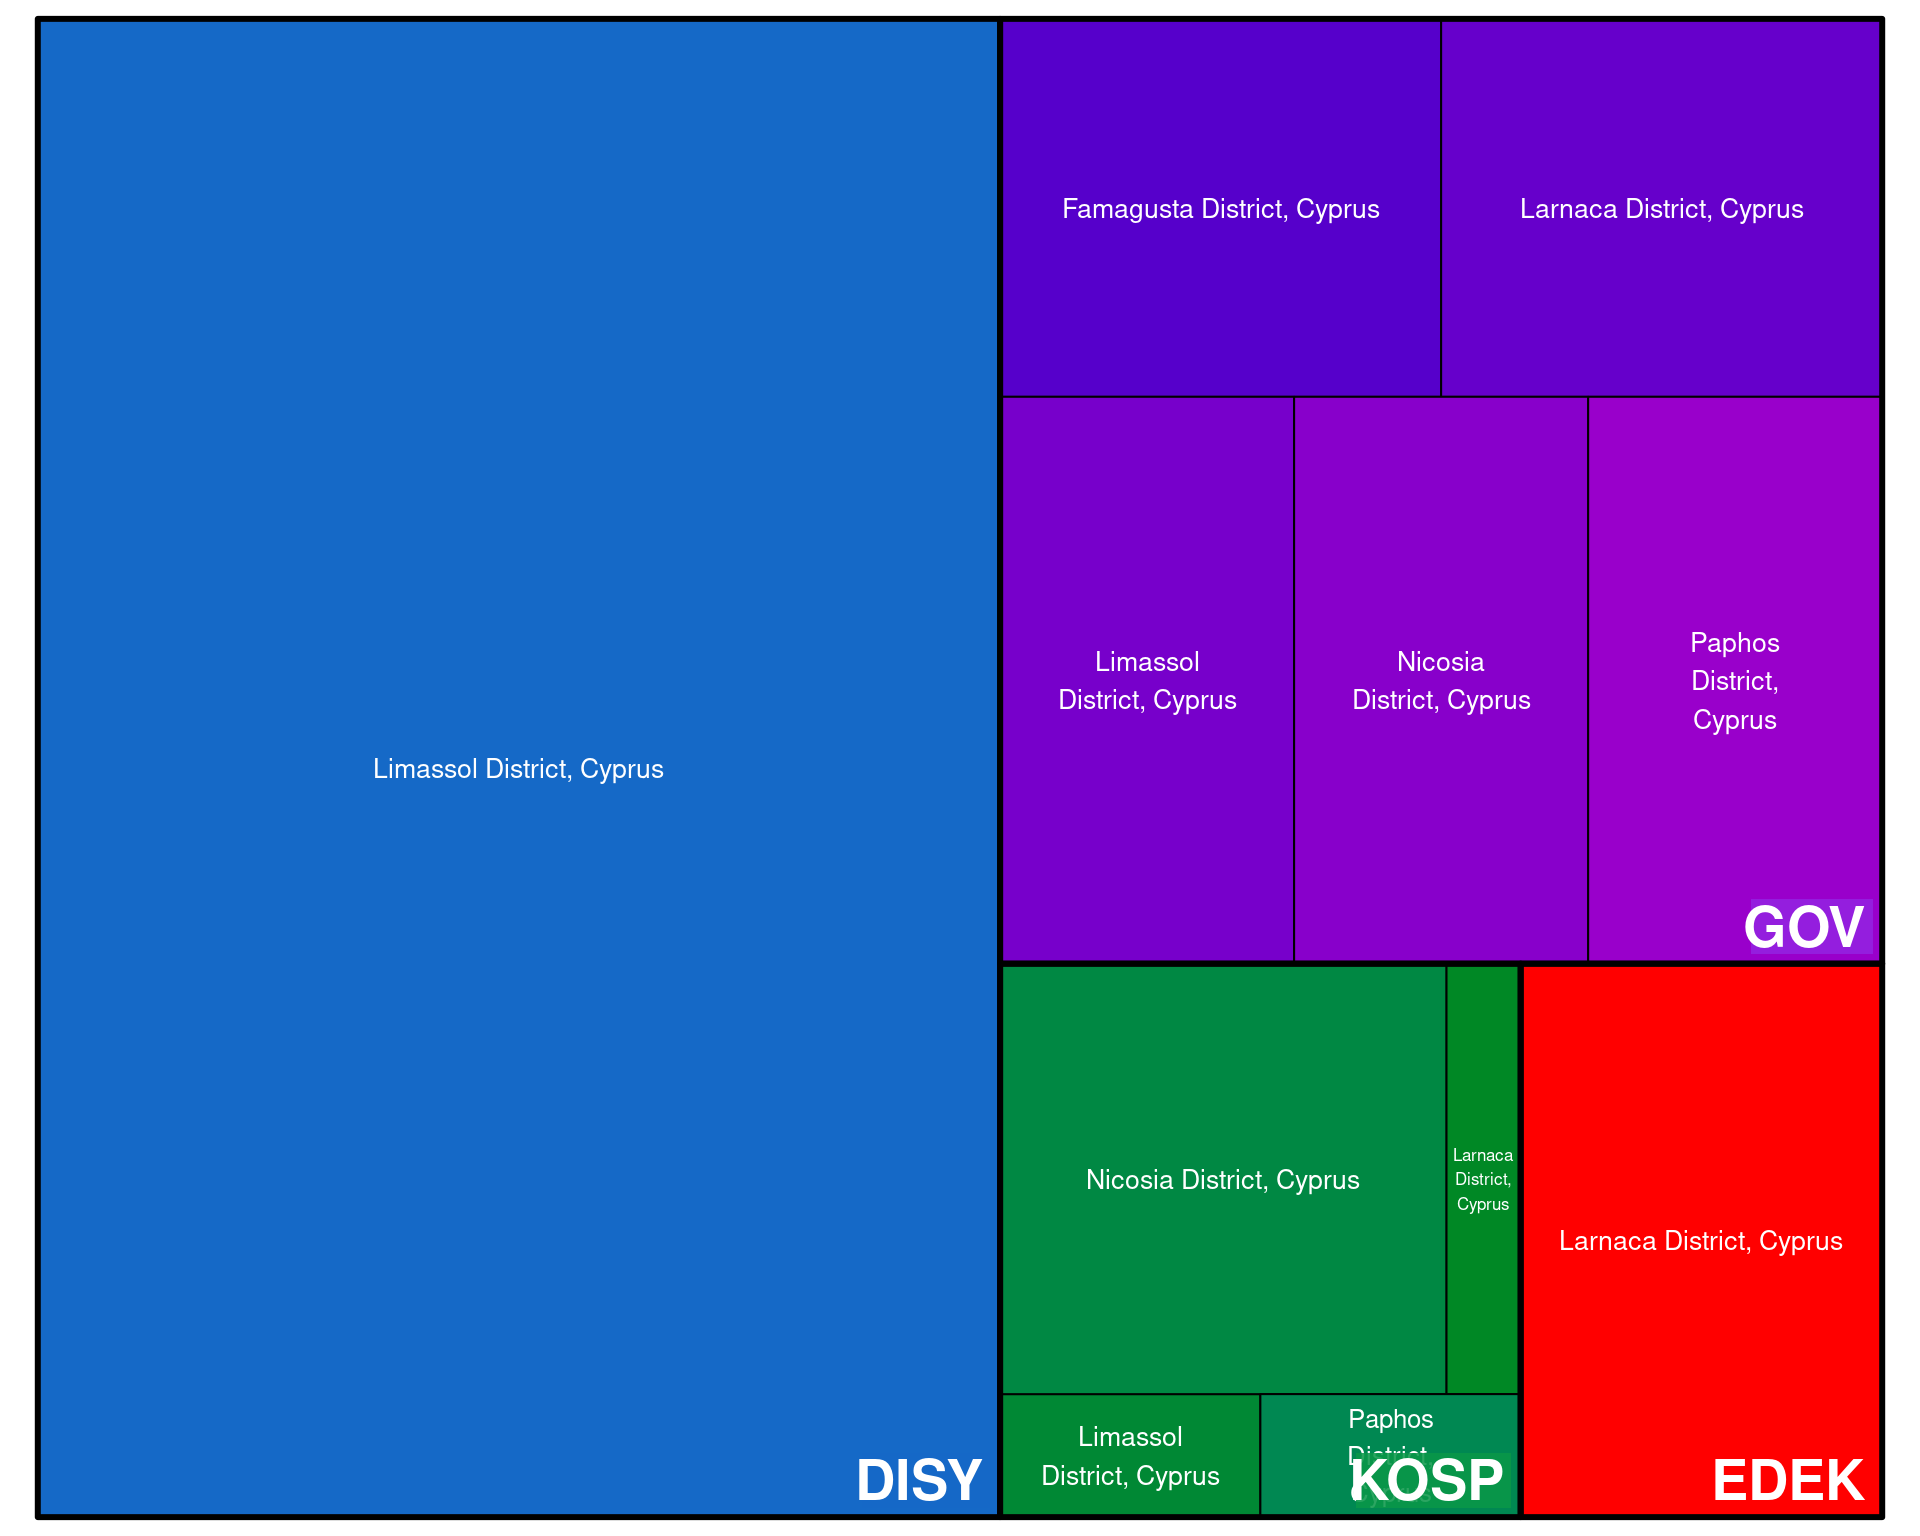 Limassol District, Cyprus
DISY
Famagusta District, Cyprus
Larnaca District, Cyprus
Limassol
District, Cyprus
Nicosia
District, Cyprus
Paphos
District,
Cyprus
GOV
Nicosia District, Cyprus
Larnaca
District,
Cyprus
Limassol
District, Cyprus
Paphos
District,
Cyprus
KOSP
Larnaca District, Cyprus
EDEK